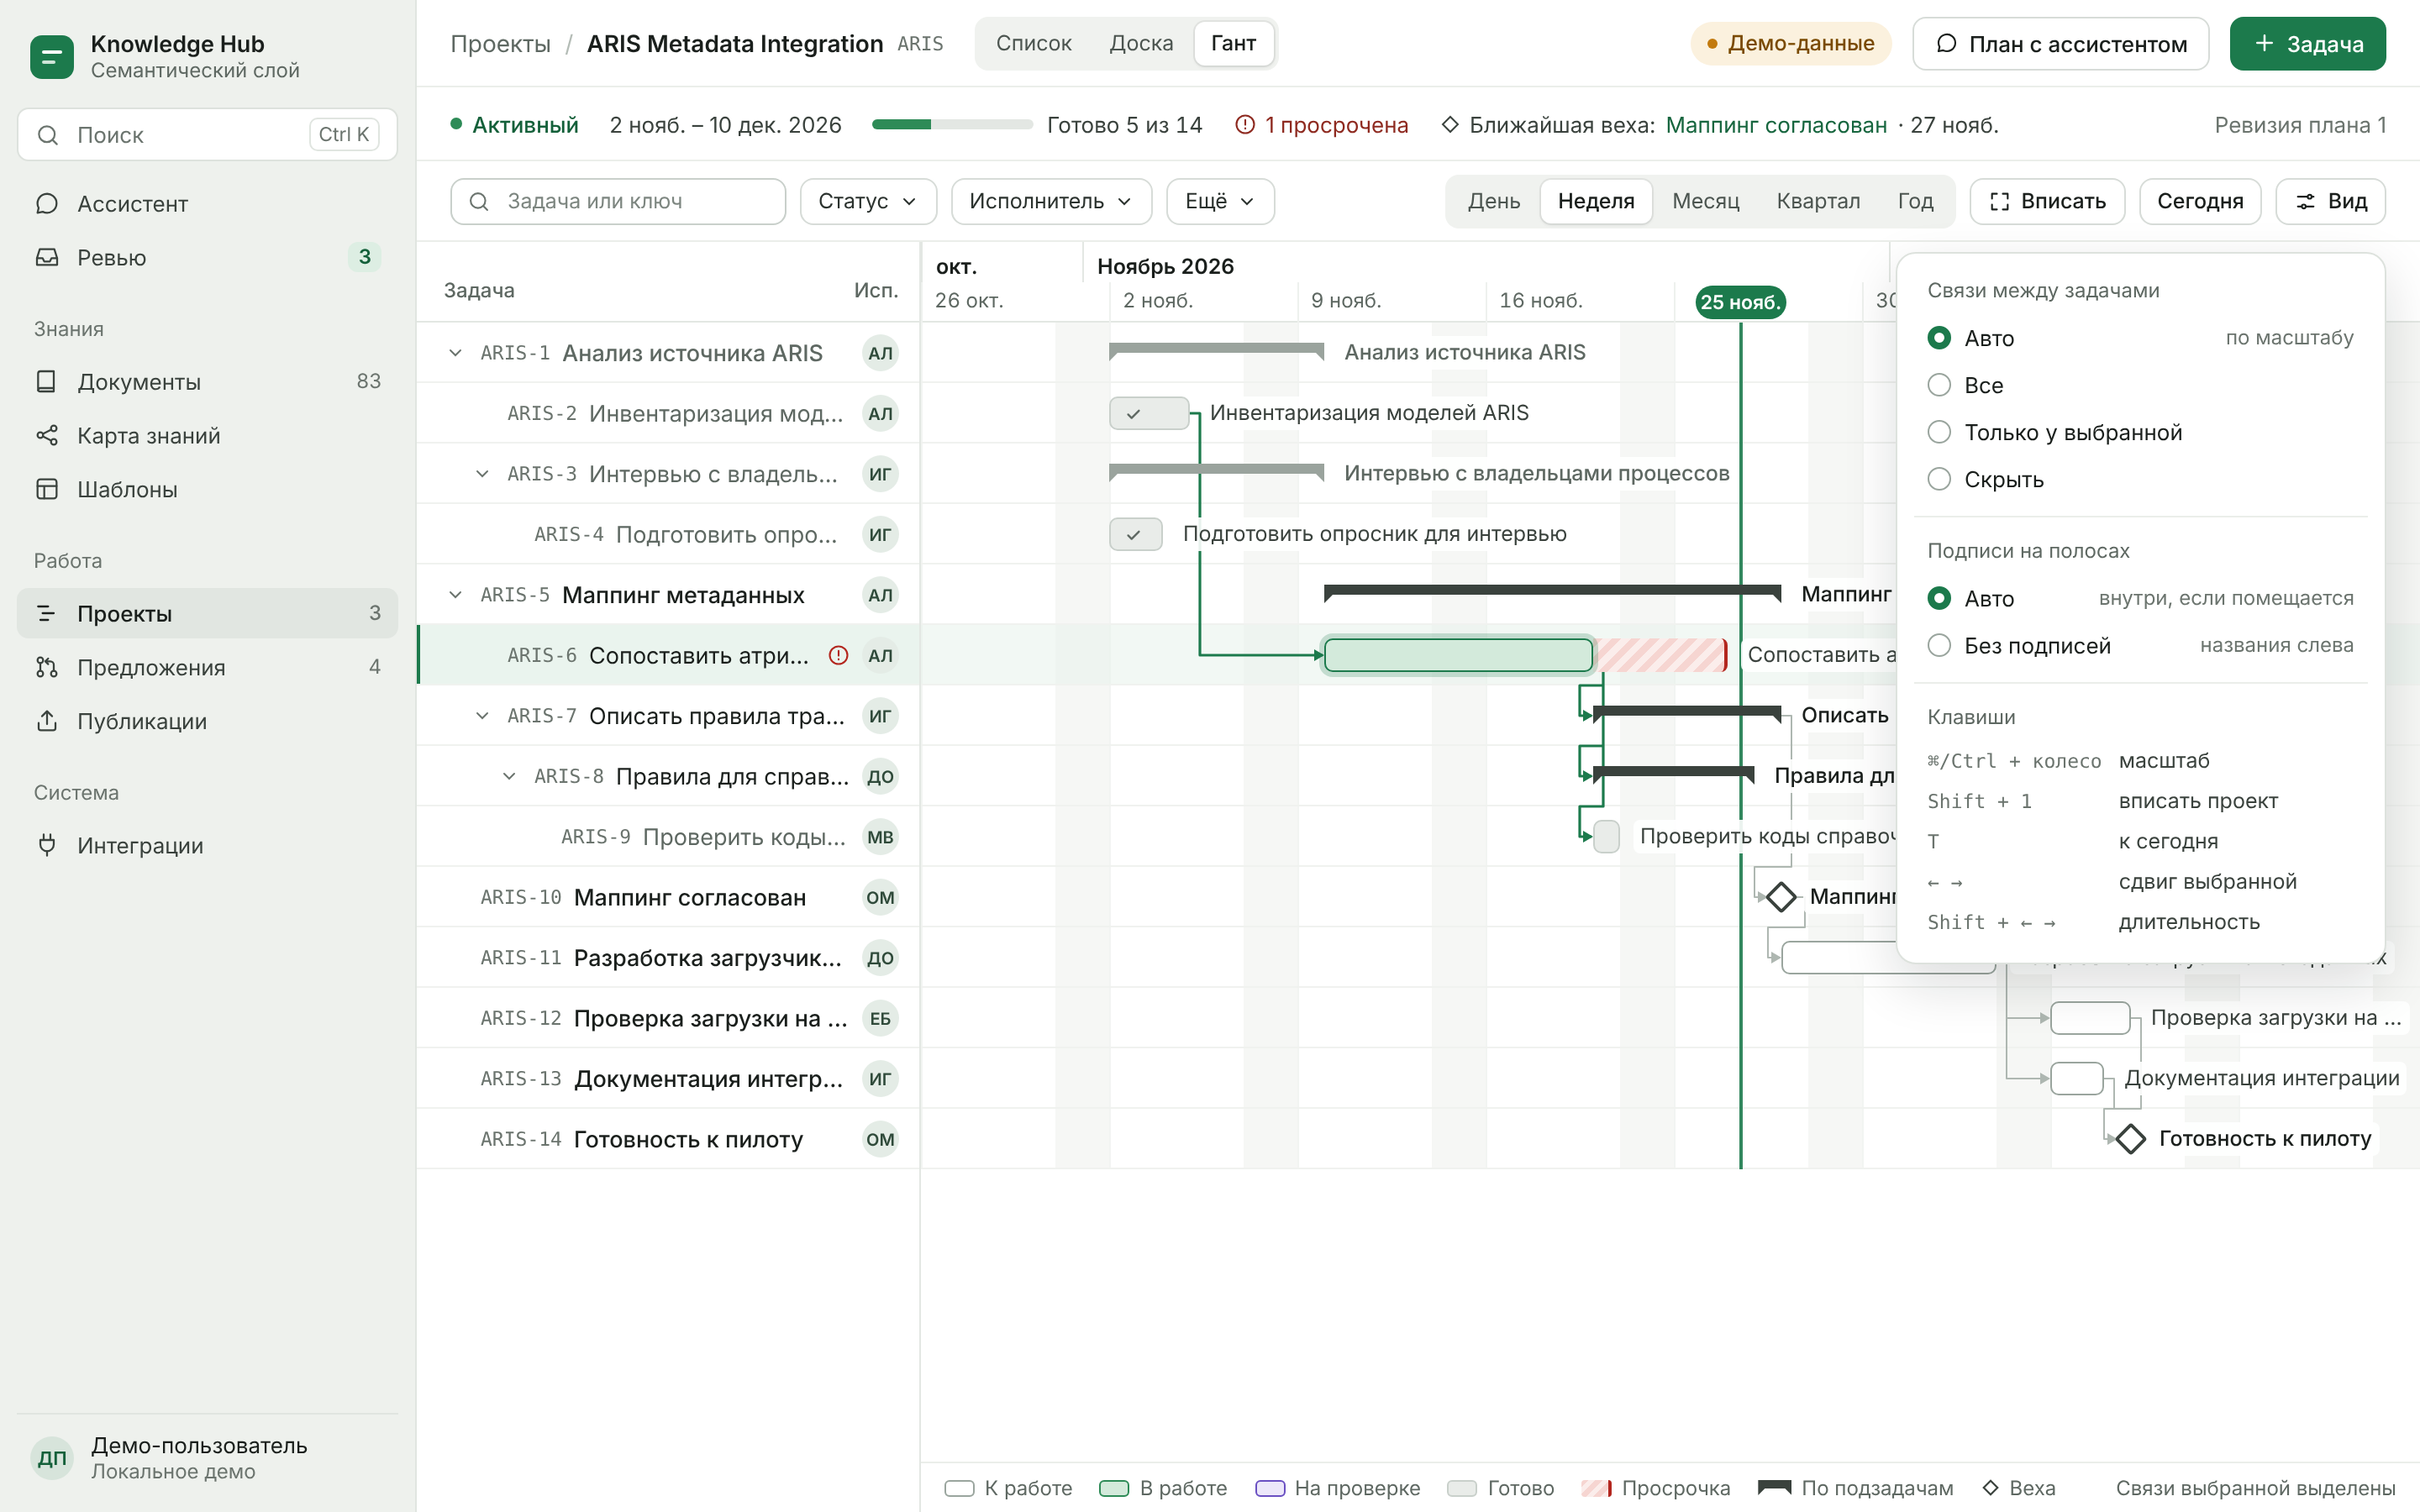 Knowledge Hub
Семантический слой
Поиск Ctrl K
Ассистент
Ревью 3
Знания
Документы 83
Карта знаний
Шаблоны
Работа
Проекты 3
Предложения 4
Публикации
Система
Интеграции
ДП Демо-пользователь
Локальное демо
Проекты / ARIS Metadata Integration ARIS Список Доска Гант Демо-данные План с ассистентом + Задача
Активный 2 нояб. – 10 дек. 2026 Готово 5 из 14 1 просрочена Ближайшая веха: Маппинг согласован · 27 нояб. Ревизия плана 1
Задача или ключ Статус Исполнитель Ещё День Неделя Месяц Квартал Год Вписать Сегодня Вид
Задача Исп.
окт. Ноябрь 2026
26 окт. 2 нояб. 9 нояб. 16 нояб. 25 нояб. 30
ARIS-1 Анализ источника ARIS АЛ Анализ источника ARIS
ARIS-2 Инвентаризация мод... АЛ Инвентаризация моделей ARIS
ARIS-3 Интервью с владель... ИГ Интервью с владельцами процессов
ARIS-4 Подготовить опро... ИГ Подготовить опросник для интервью
ARIS-5 Маппинг метаданных АЛ Маппинг
ARIS-6 Сопоставить атри... АЛ Сопоставить а
ARIS-7 Описать правила тра... ИГ Описать
ARIS-8 Правила для справ... ДО Правила дл
ARIS-9 Проверить коды... МВ Проверить коды справоч
ARIS-10 Маппинг согласован ОМ Маппинг
ARIS-11 Разработка загрузчик... ДО
ARIS-12 Проверка загрузки на ... ЕБ Проверка загрузки на ...
ARIS-13 Документация интегр... ИГ Документация интеграции
ARIS-14 Готовность к пилоту ОМ Готовность к пилоту
Связи между задачами
Авто по масштабу
Все
Только у выбранной
Скрыть
Подписи на полосах
Авто внутри, если помещается
Без подписей названия слева
Клавиши
⌘/Ctrl + колесо масштаб
Shift + 1 вписать проект
T к сегодня
← → сдвиг выбранной
Shift + ← → длительность
К работе В работе На проверке Готово Просрочка По подзадачам Веха Связи выбранной выделены